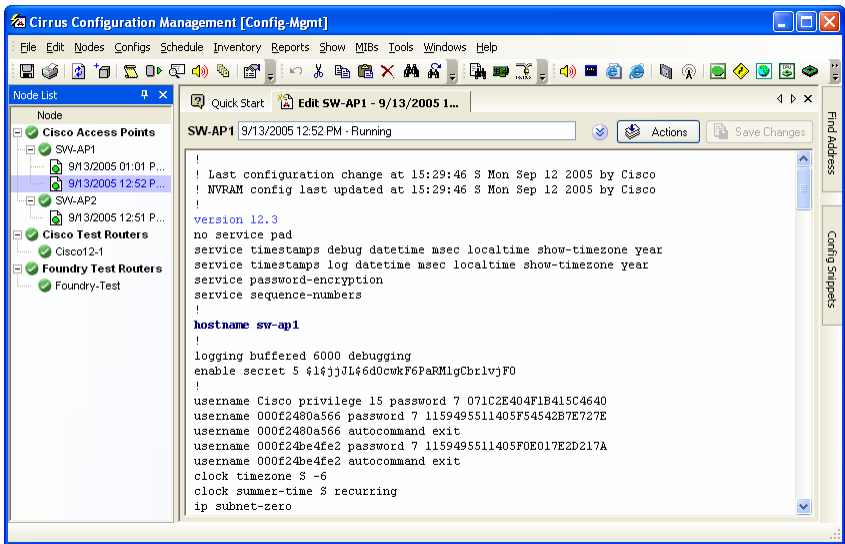 Cirrus Configuration Management [Config-Mgmt]
File Edit Nodes Configs Schedule Inventory Reports Show MIBs Tools Windows Help
Node List
Node
Cisco Access Points
SW-AP1
9/13/2005 01:01 P...
9/13/2005 12:52 P...
SW-AP2
9/13/2005 12:51 P...
Cisco Test Routers
Cisco12-1
Foundry Test Routers
Foundry-Test
Quick Start
Edit SW-AP1 - 9/13/2005 1...
SW-AP1 9/13/2005 12:52 PM - Running
Actions
Save Changes
!
! Last configuration change at 15:29:46 S Mon Sep 12 2005 by Cisco
! NVRAM config last updated at 15:29:46 S Mon Sep 12 2005 by Cisco
!
version 12.3
no service pad
service timestamps debug datetime msec localtime show-timezone year
service timestamps log datetime msec localtime show-timezone year
service password-encryption
service sequence-numbers
!
hostname sw-ap1
!
logging buffered 6000 debugging
enable secret 5 $1$jjJL$6dOcwkF6PaRMlgCbrlvjF0
!
username Cisco privilege 15 password 7 071C2E404F1B415C4640
username 000f2480a566 password 7 1159495511405F54542B7E727E
username 000f2480a566 autocommand exit
username 000f24be4fe2 password 7 1159495511405F0E017E2D217A
username 000f24be4fe2 autocommand exit
clock timezone S -6
clock summer-time S recurring
ip subnet-zero
Find Address
Config Snippets